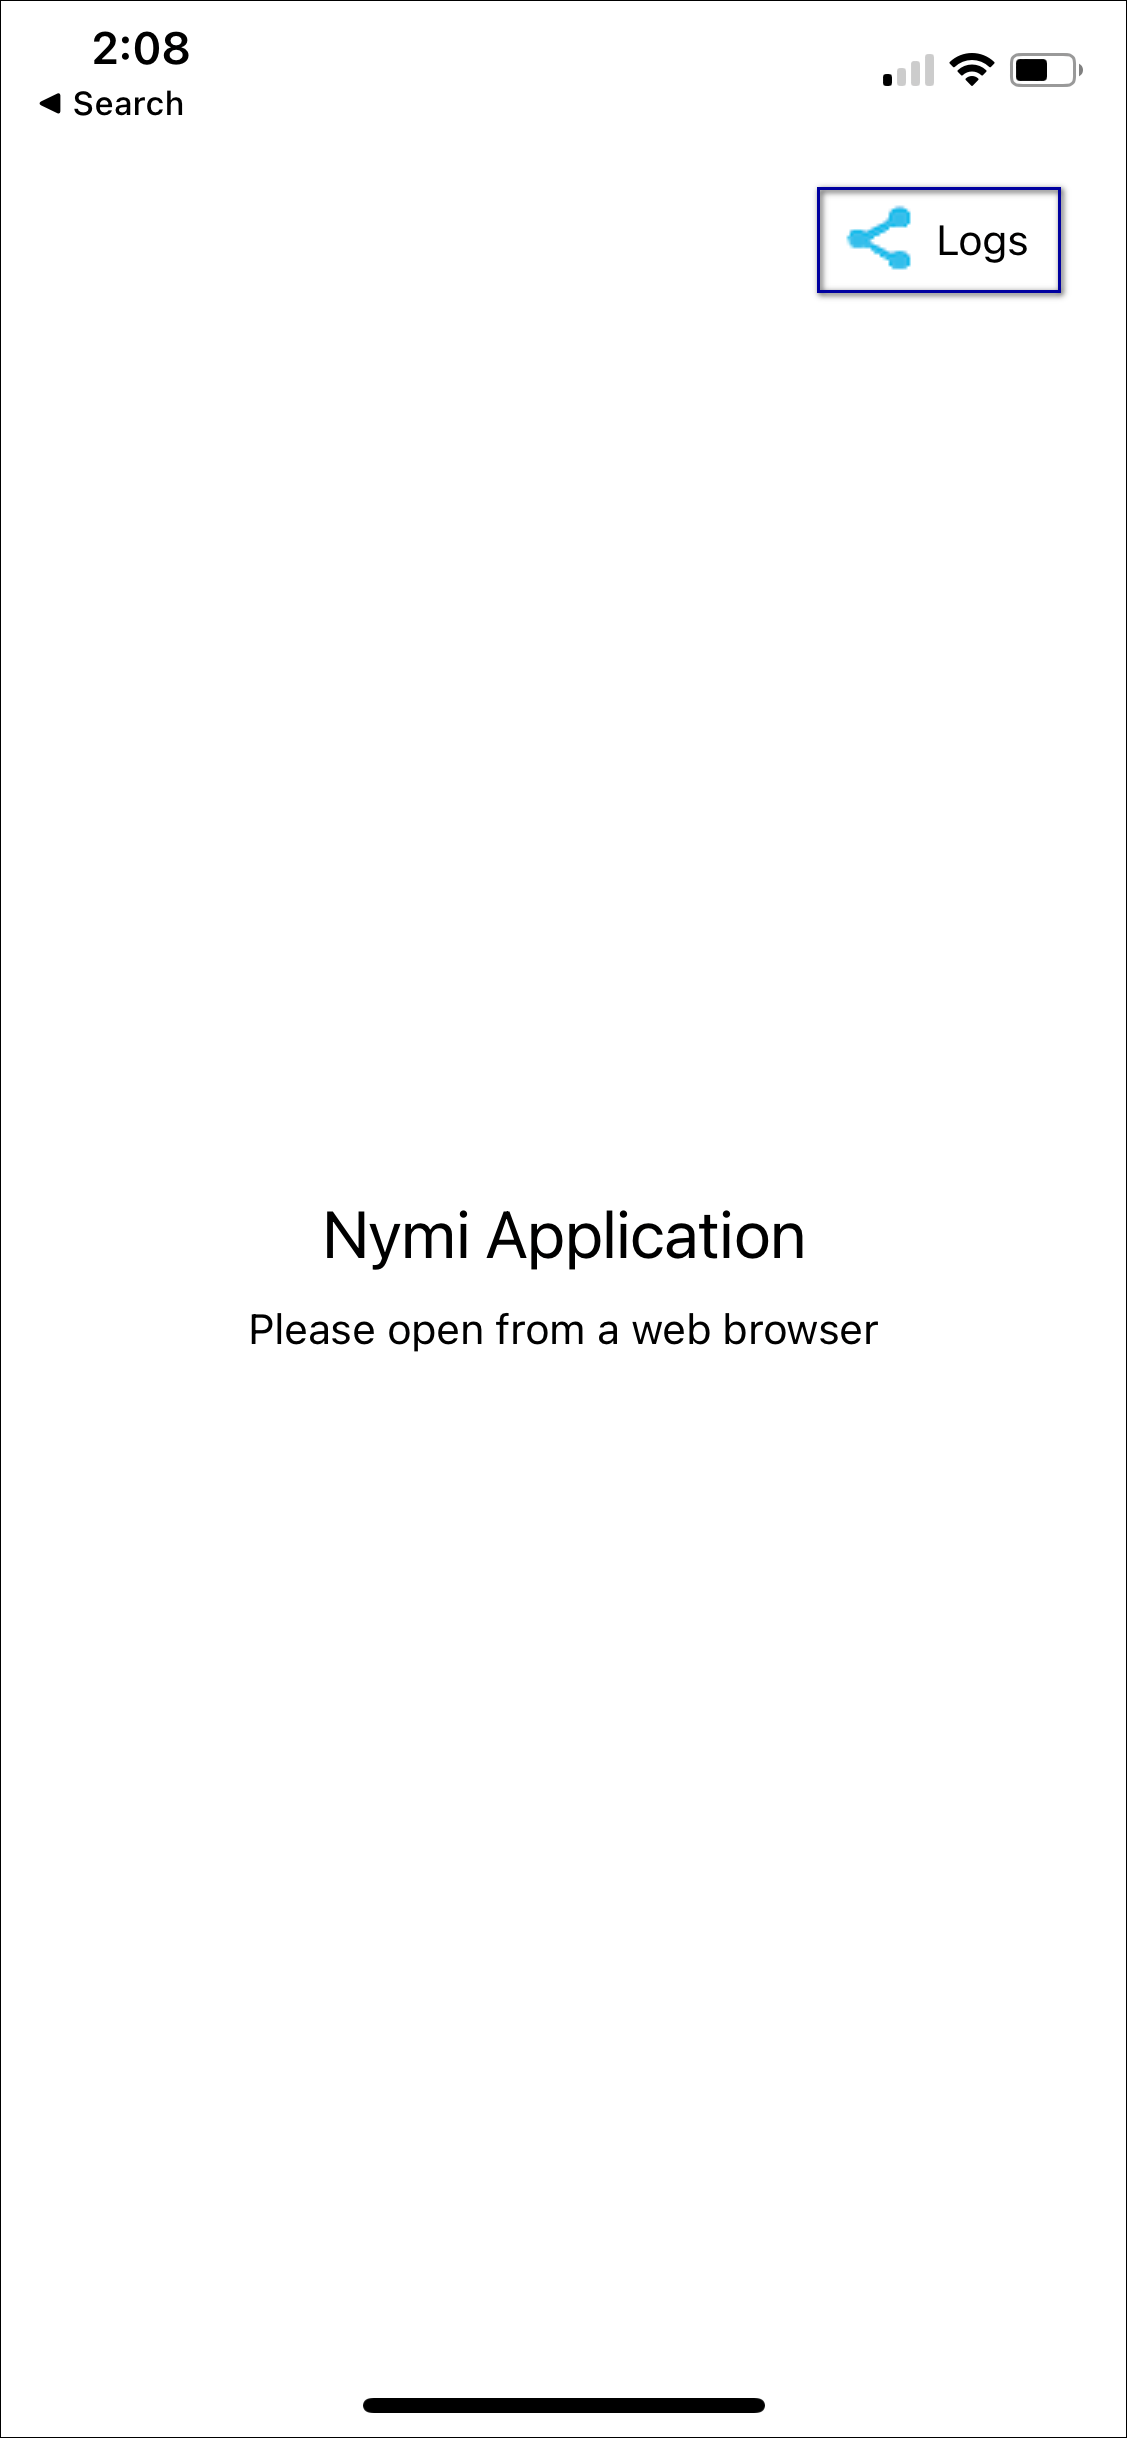 2:08
Search
Logs
Nymi Application
Please open from a web browser